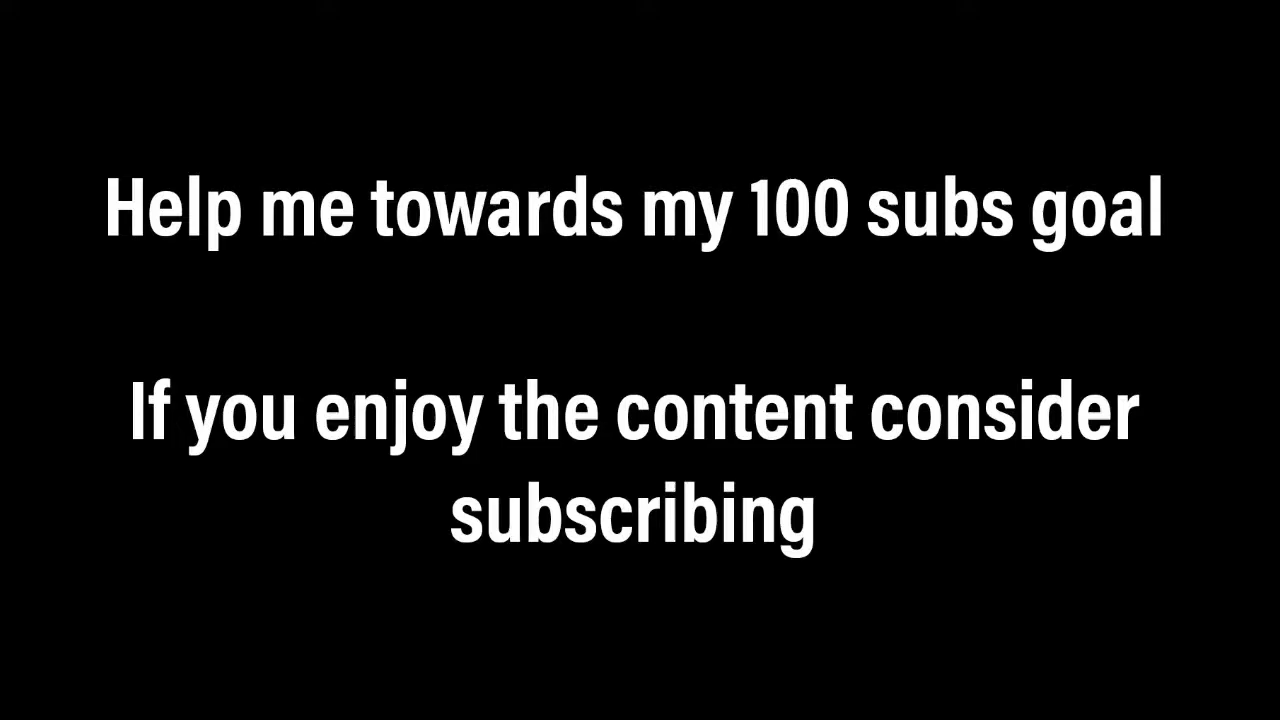 Help me towards my 100 subs goal
If you enjoy the content consider
subscribing